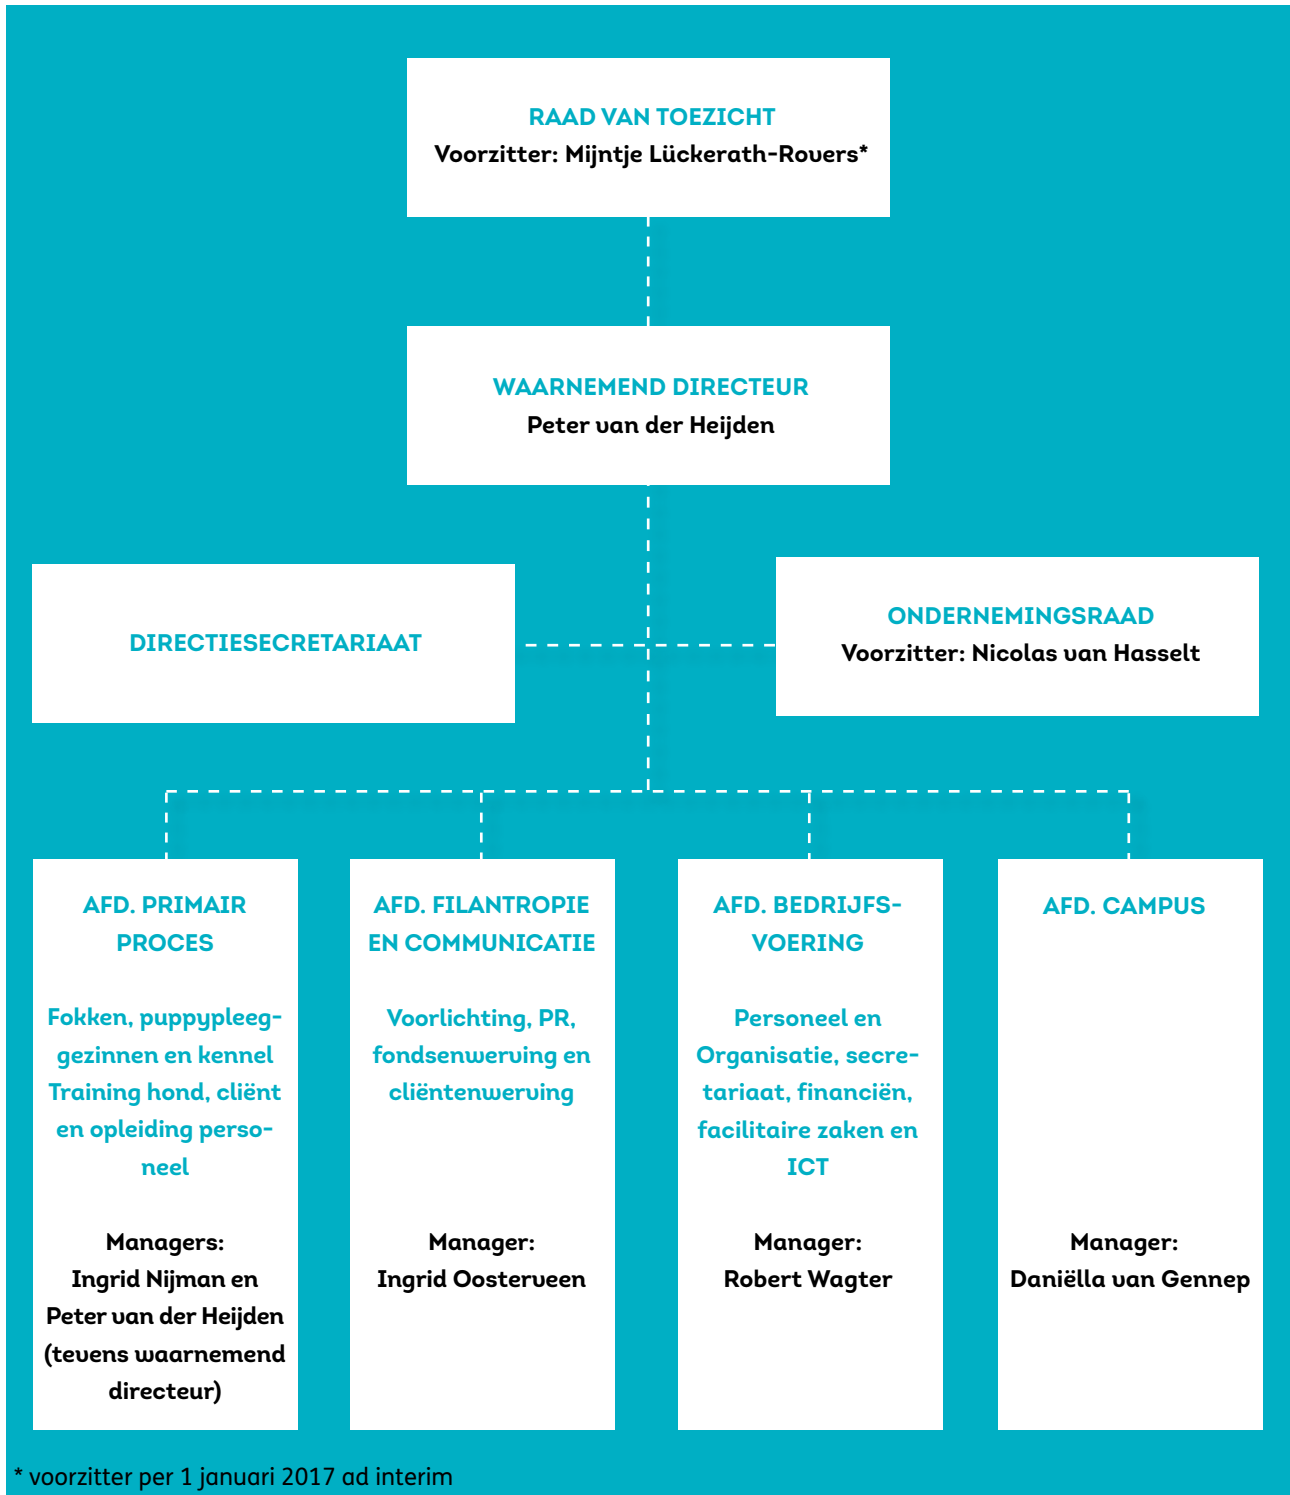 RAAD VAN TOEZICHT
Voorzitter: Mijntje Lückerath-Rovers*
WAARNEMEND DIRECTEUR
Peter van der Heijden
DIRECTIESECRETARIAAT
ONDERNEMINGSRAAD
Voorzitter: Nicolas van Hasselt
AFD. PRIMAIR
PROCES
Fokken, puppypleeg-
gezinnen en kennel
Training hond, cliënt
en opleiding perso-
neel
Managers:
Ingrid Nijman en
Peter van der Heijden
(tevens waarnemend
directeur)
AFD. FILANTROPIE
EN COMMUNICATIE
Voorlichting, PR,
fondsenwerving en
cliëntenwerving
Manager:
Ingrid Oosterveen
AFD. BEDRIJFS-
VOERING
Personeel en
Organisatie, secre-
tariaat, financiën,
facilitaire zaken en
ICT
Manager:
Robert Wagter
AFD. CAMPUS
Manager:
Daniëlla van Gennep
* voorzitter per 1 januari 2017 ad interim